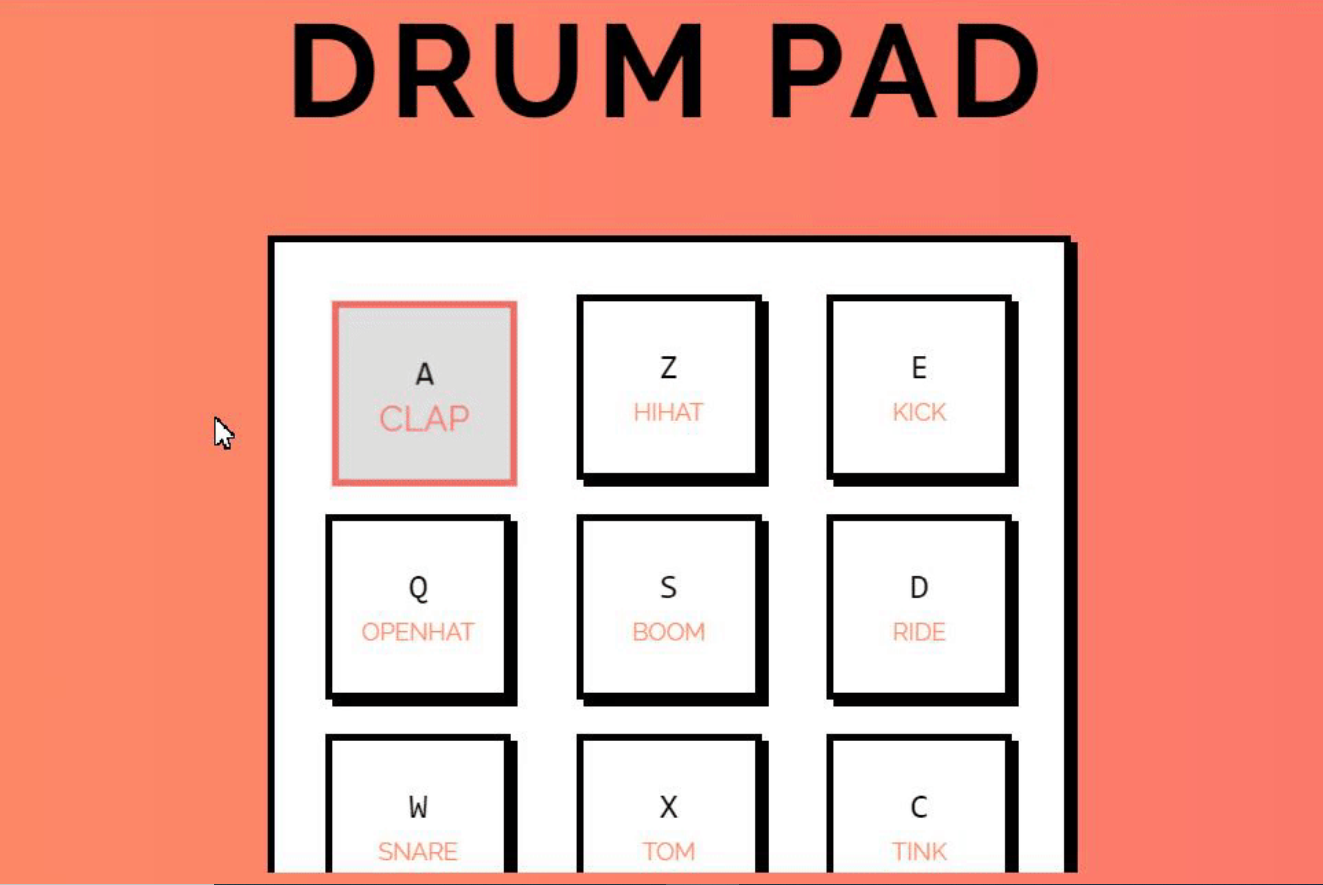 DRUM PAD
A
CLAP
Z
HIHAT
E
KICK
Q
OPENHAT
S
BOOM
D
RIDE
W
SNARE
X
TOM
C
TINK